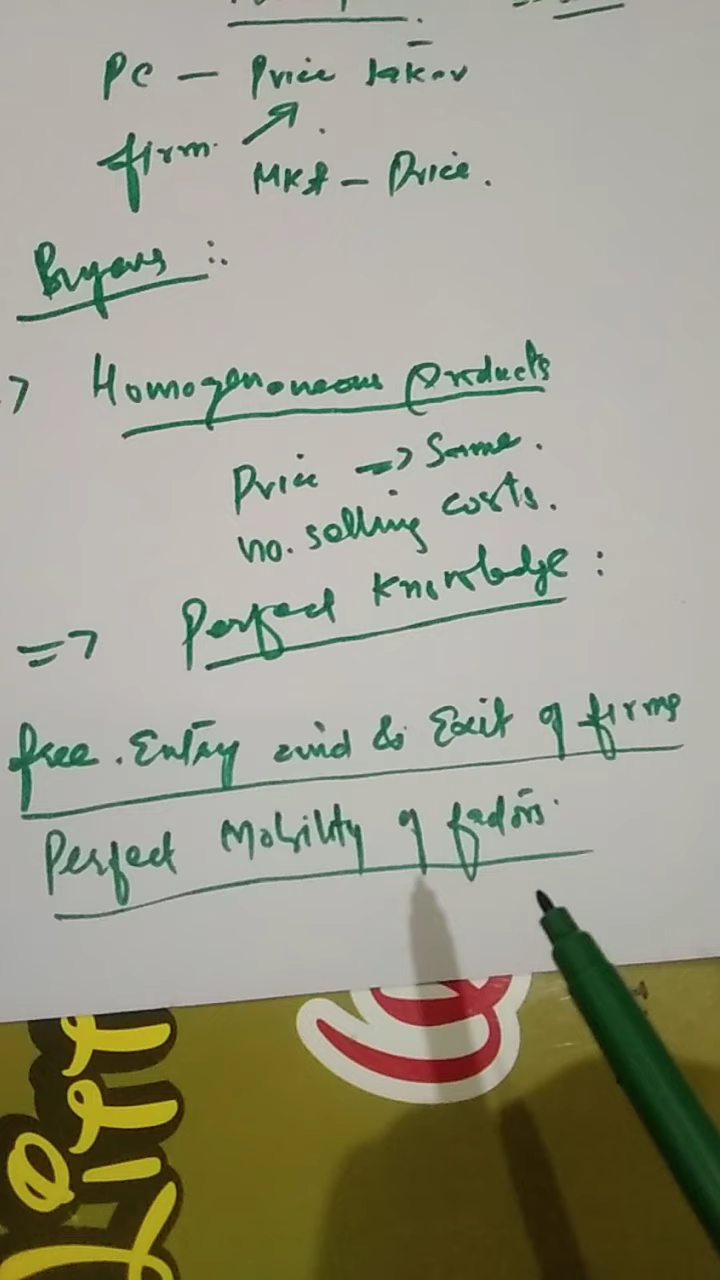 PC — Price taker
firm.
Mkt — Price.
Buyers :.
Homogenoneous Products
Price => Same.
no. selling costs.
=> Perfect Knowledge :
free. Entry and & Exit of firms
Perfect Mobility of factors.